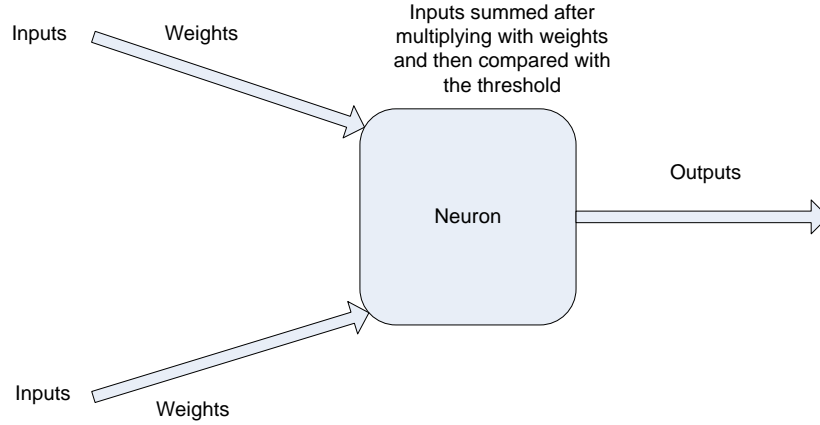 Inputs
Weights
Inputs summed after
multiplying with weights
and then compared with
the threshold
Neuron
Outputs
Inputs
Weights